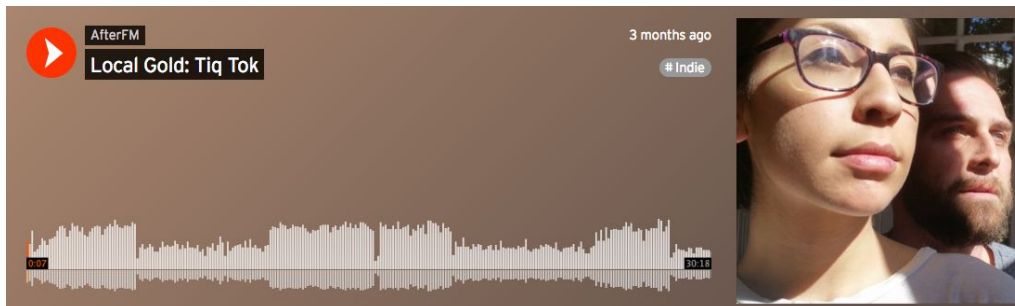 AfterFM
3 months ago
Local Gold: Tiq Tok
# Indie
0:07
30:18